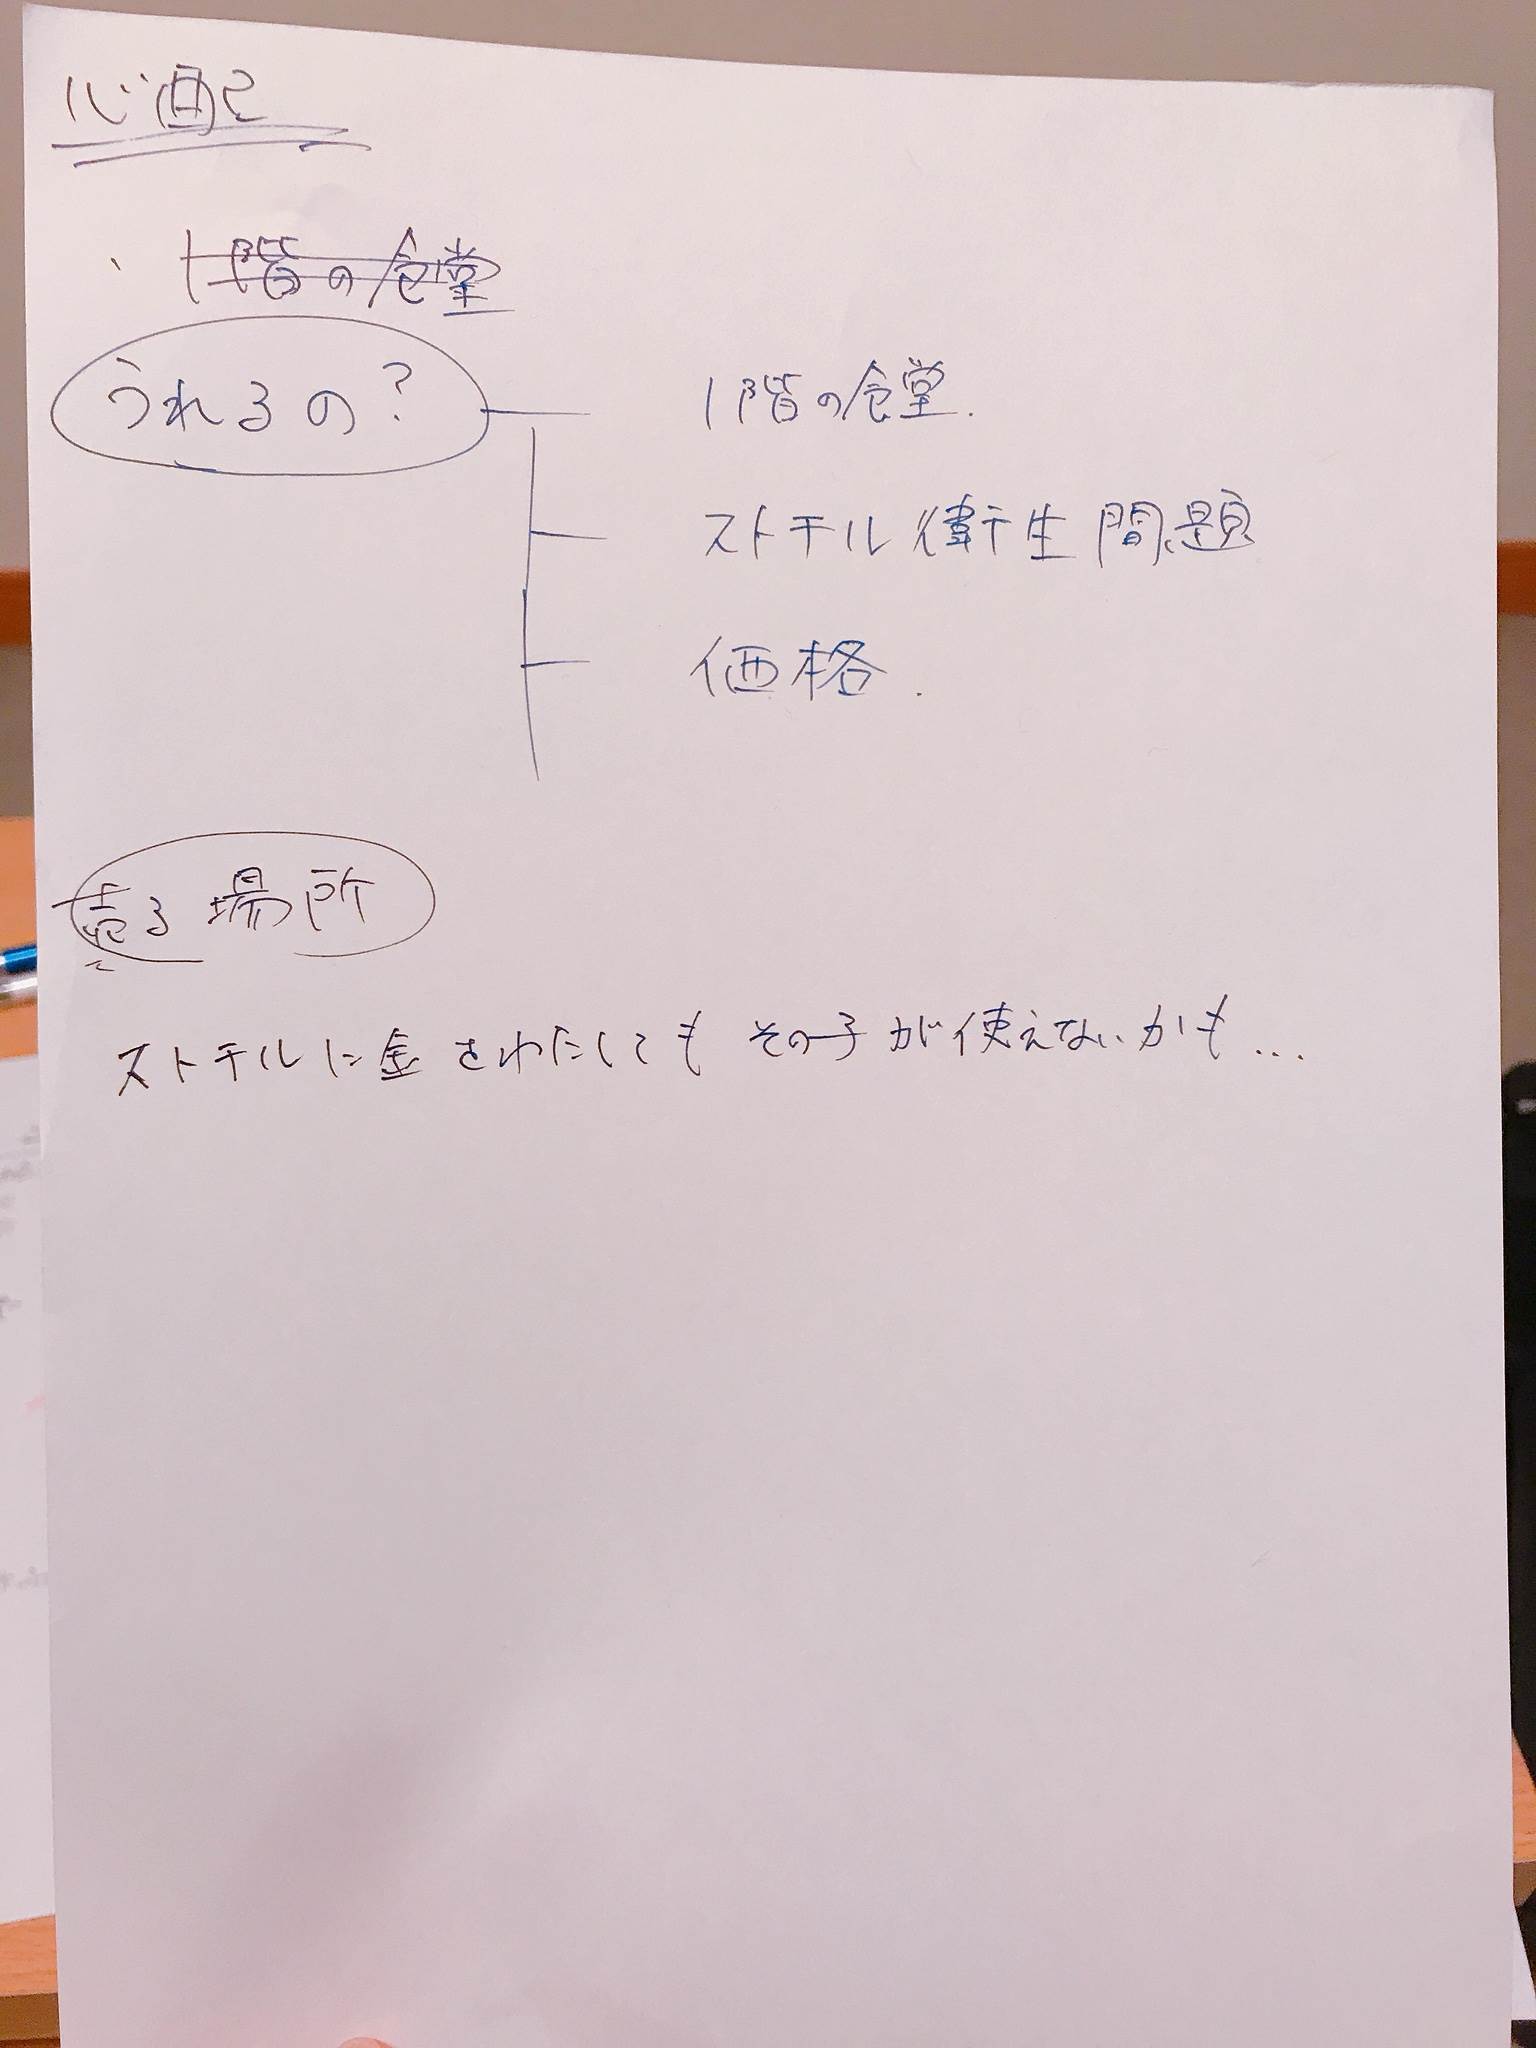 心配
・1階の食堂
うれるの？
1階の食堂.
ストテル衛生問題
価格.
売る場所
ストテルに金をわたしてもその子が使えないかも...